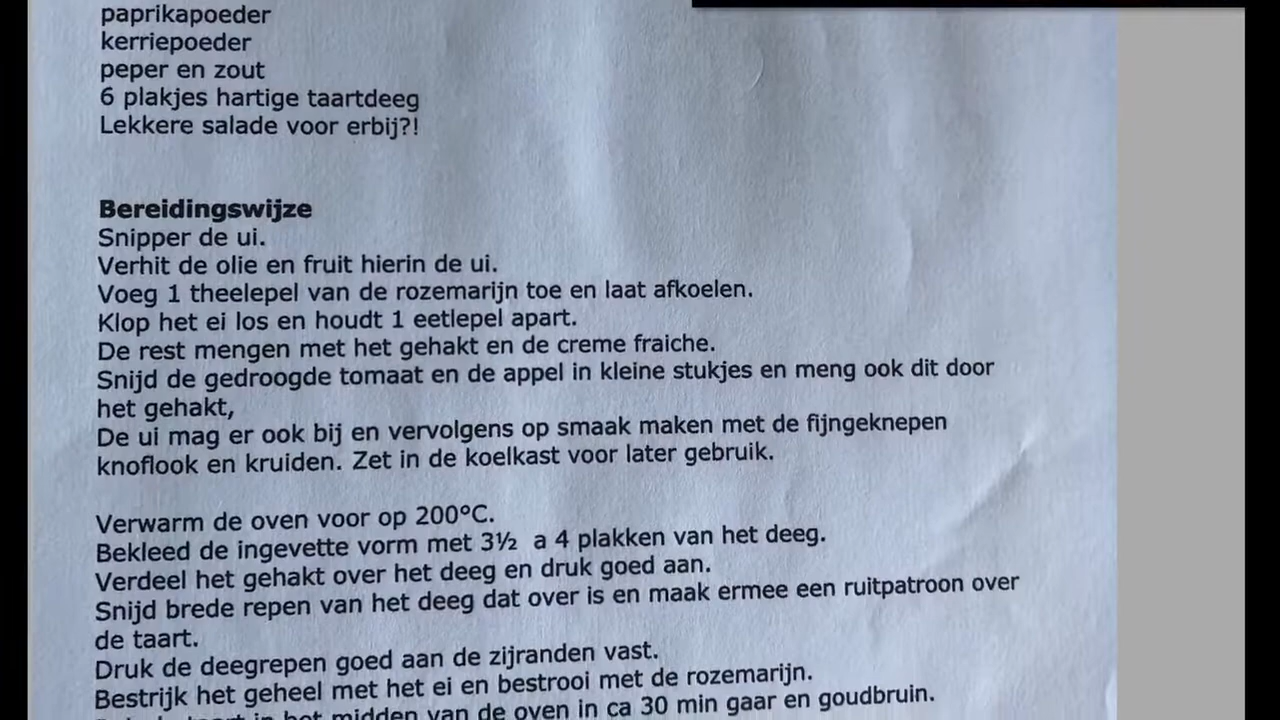 paprikapoeder
kerriepoeder
peper en zout
6 plakjes hartige taartdeeg
Lekkere salade voor erbij?!
Bereidingswijze
Snipper de ui.
Verhit de olie en fruit hierin de ui.
Voeg 1 theelepel van de rozemarijn toe en laat afkoelen.
Klop het ei los en houdt 1 eetlepel apart.
De rest mengen met het gehakt en de creme fraiche.
Snijd de gedroogde tomaat en de appel in kleine stukjes en meng ook dit door
het gehakt,
De ui mag er ook bij en vervolgens op smaak maken met de fijngeknepen
knoflook en kruiden. Zet in de koelkast voor later gebruik.
Verwarm de oven voor op 200°C.
Bekleed de ingevette vorm met 3½ a 4 plakken van het deeg.
Verdeel het gehakt over het deeg en druk goed aan.
Snijd brede repen van het deeg dat over is en maak ermee een ruitpatroon over
de taart.
Druk de deegrepen goed aan de zijranden vast.
Bestrijk het geheel met het ei en bestrooi met de rozemarijn.
in het midden van de oven in ca 30 min gaar en goudbruin.